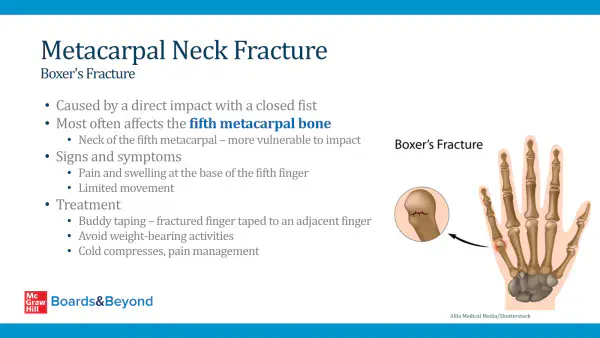 Metacarpal Neck Fracture
Boxer's Fracture
• Caused by a direct impact with a closed fist
• Most often affects the fifth metacarpal bone
• Neck of the fifth metacarpal – more vulnerable to impact
• Signs and symptoms
• Pain and swelling at the base of the fifth finger
• Limited movement
• Treatment
• Buddy taping – fractured finger taped to an adjacent finger
• Avoid weight-bearing activities
• Cold compresses, pain management
Boxer's Fracture
Mc
Graw
Hill
Boards&Beyond
Alila Medical Media/Shutterstock